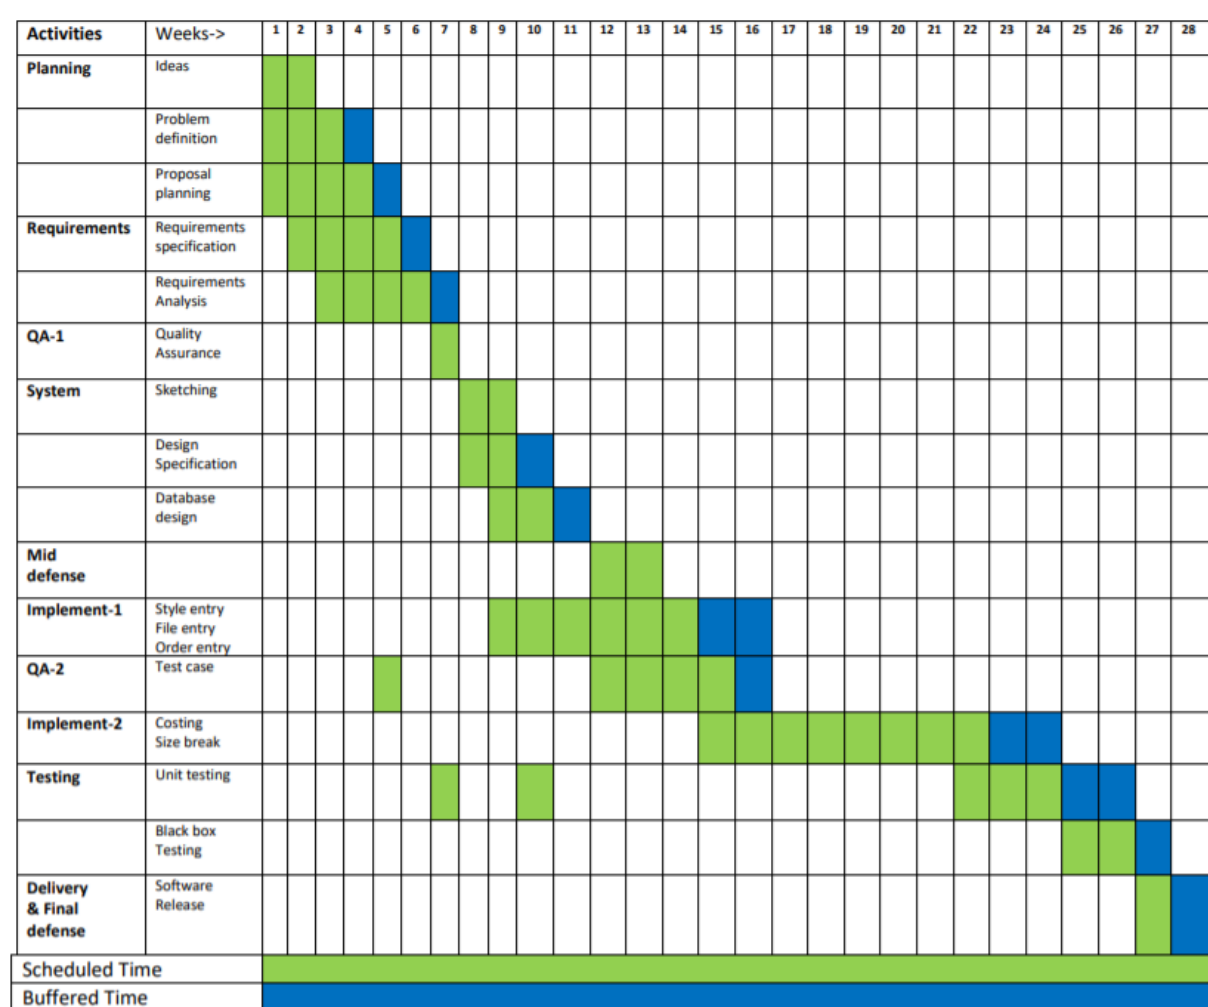 Activities Weeks-> 1 2 3 4 5 6 7 8 9 10 11 12 13 14 15 16 17 18 19 20 21 22 23 24 25 26 27 28
Planning Ideas
Problem
definition
Proposal
planning
Requirements Requirements
specification
Requirements
Analysis
QA-1 Quality
Assurance
System Sketching
Design
Specification
Database
design
Mid
defense
Implement-1 Style entry
File entry
Order entry
QA-2 Test case
Implement-2 Costing
Size break
Testing Unit testing
Black box
Testing
Delivery Software
& Final Release
defense
Scheduled Time
Buffered Time